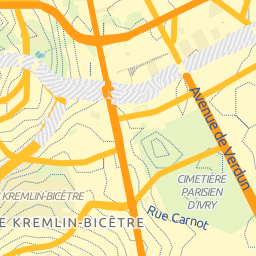 Avenue de Verdun
CIMETIÈRE
PARISIEN
D'IVRY
KREMLIN-BICÊTRE
E KREMLIN-BICÊTRE
Rue Carnot